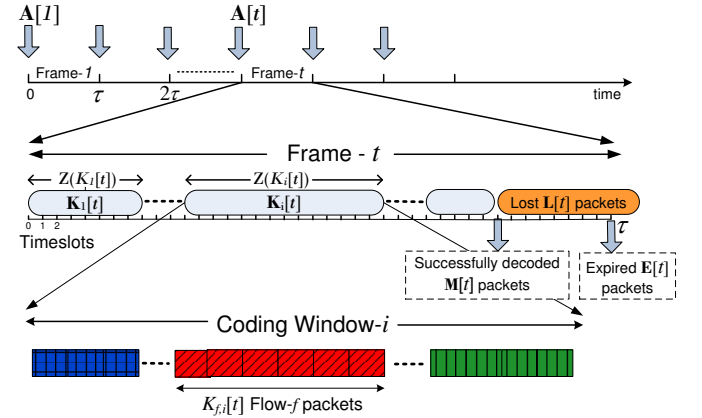 A[1] A[t]
Frame-1 Frame-t
0 τ 2τ time
Frame - t
Z(K1[t]) Z(Ki[t])
K1[t] Ki[t] Lost L[t] packets
0 1 2 τ
Timeslots
Successfully decoded
M[t] packets
Expired E[t]
packets
Coding Window-i
Kf,i[t] Flow-f packets